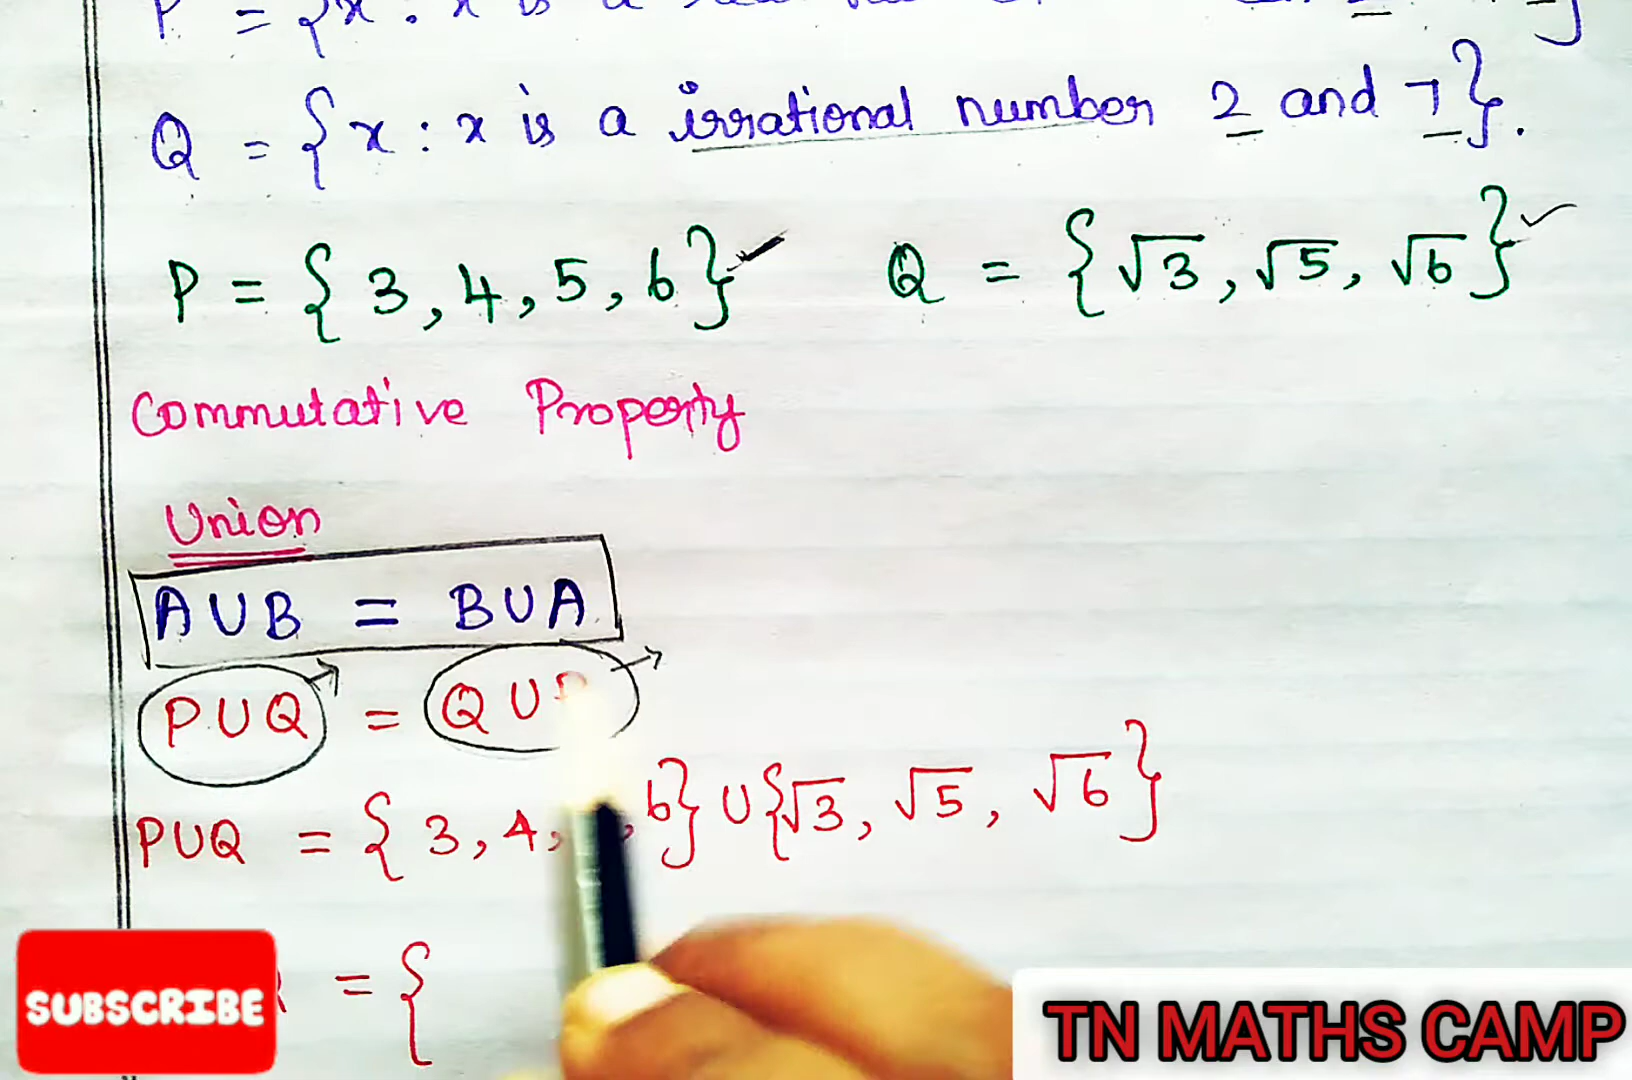 P = {x : x is a
Q = {x : x is a irrational number 2 and 7}.
P = {3, 4, 5, 6} Q = {√3, √5, √6}
Commutative Property
Union
A∪B = B∪A
P∪Q = Q∪P
P∪Q = {3, 4, , 6} ∪ {√3, √5, √6}
= {
SUBSCRIBE
TN MATHS CAMP